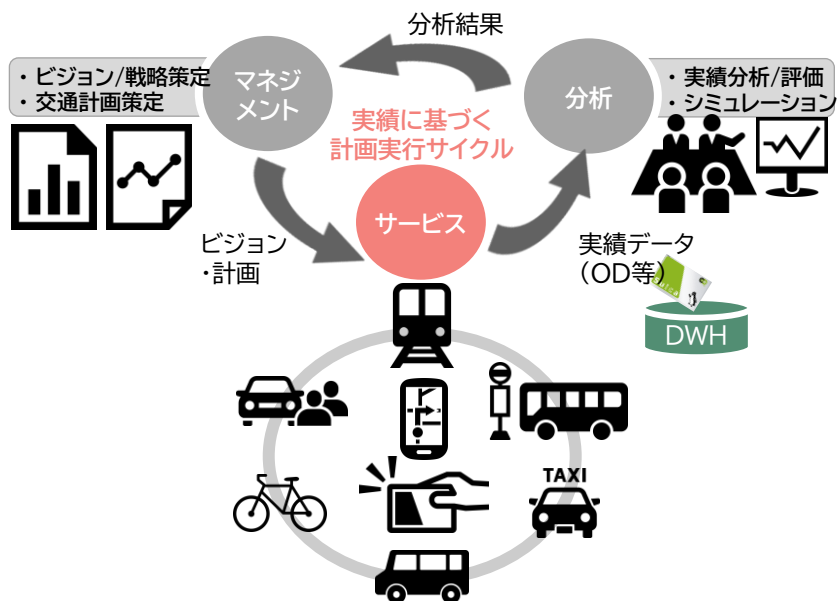 分析結果
・ビジョン/戦略策定
・交通計画策定
マネジ
メント
分析
・実績分析/評価
・シミュレーション
実績に基づく
計画実行サイクル
サービス
ビジョン
・計画
実績データ
（OD等）
DWH
TAXI